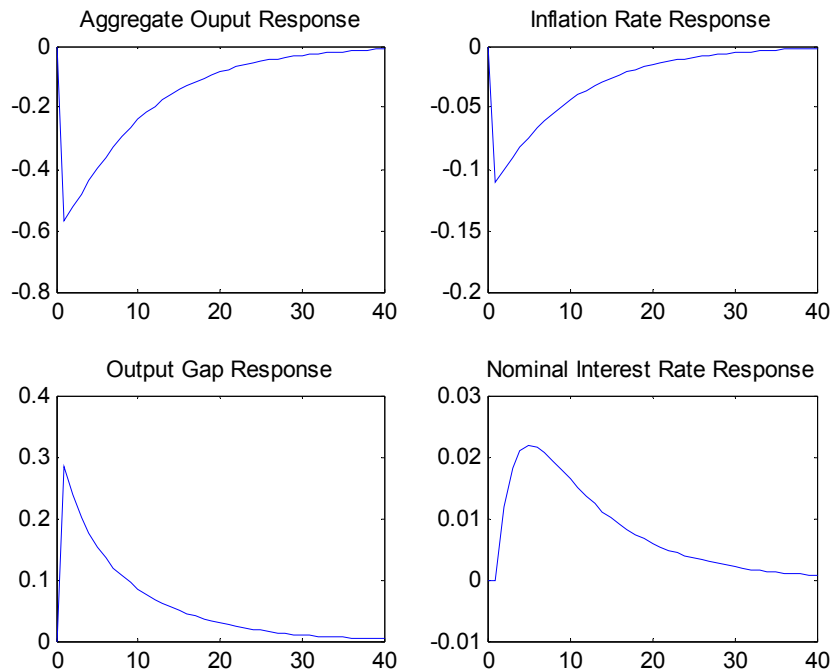 Aggregate Ouput Response
0
-0.2
-0.4
-0.6
-0.8
0 10 20 30 40
Inflation Rate Response
0
-0.05
-0.1
-0.15
-0.2
0 10 20 30 40
Output Gap Response
0.4
0.3
0.2
0.1
0
0 10 20 30 40
Nominal Interest Rate Response
0.03
0.02
0.01
0
-0.01
0 10 20 30 40